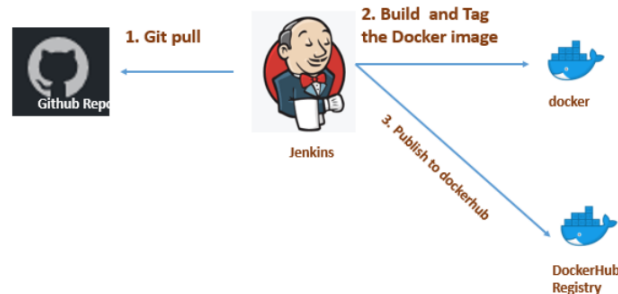 1. Git pull
2. Build and Tag
the Docker image
Github Repo
docker
Jenkins
3. Publish to dockerhub
DockerHub
Registry